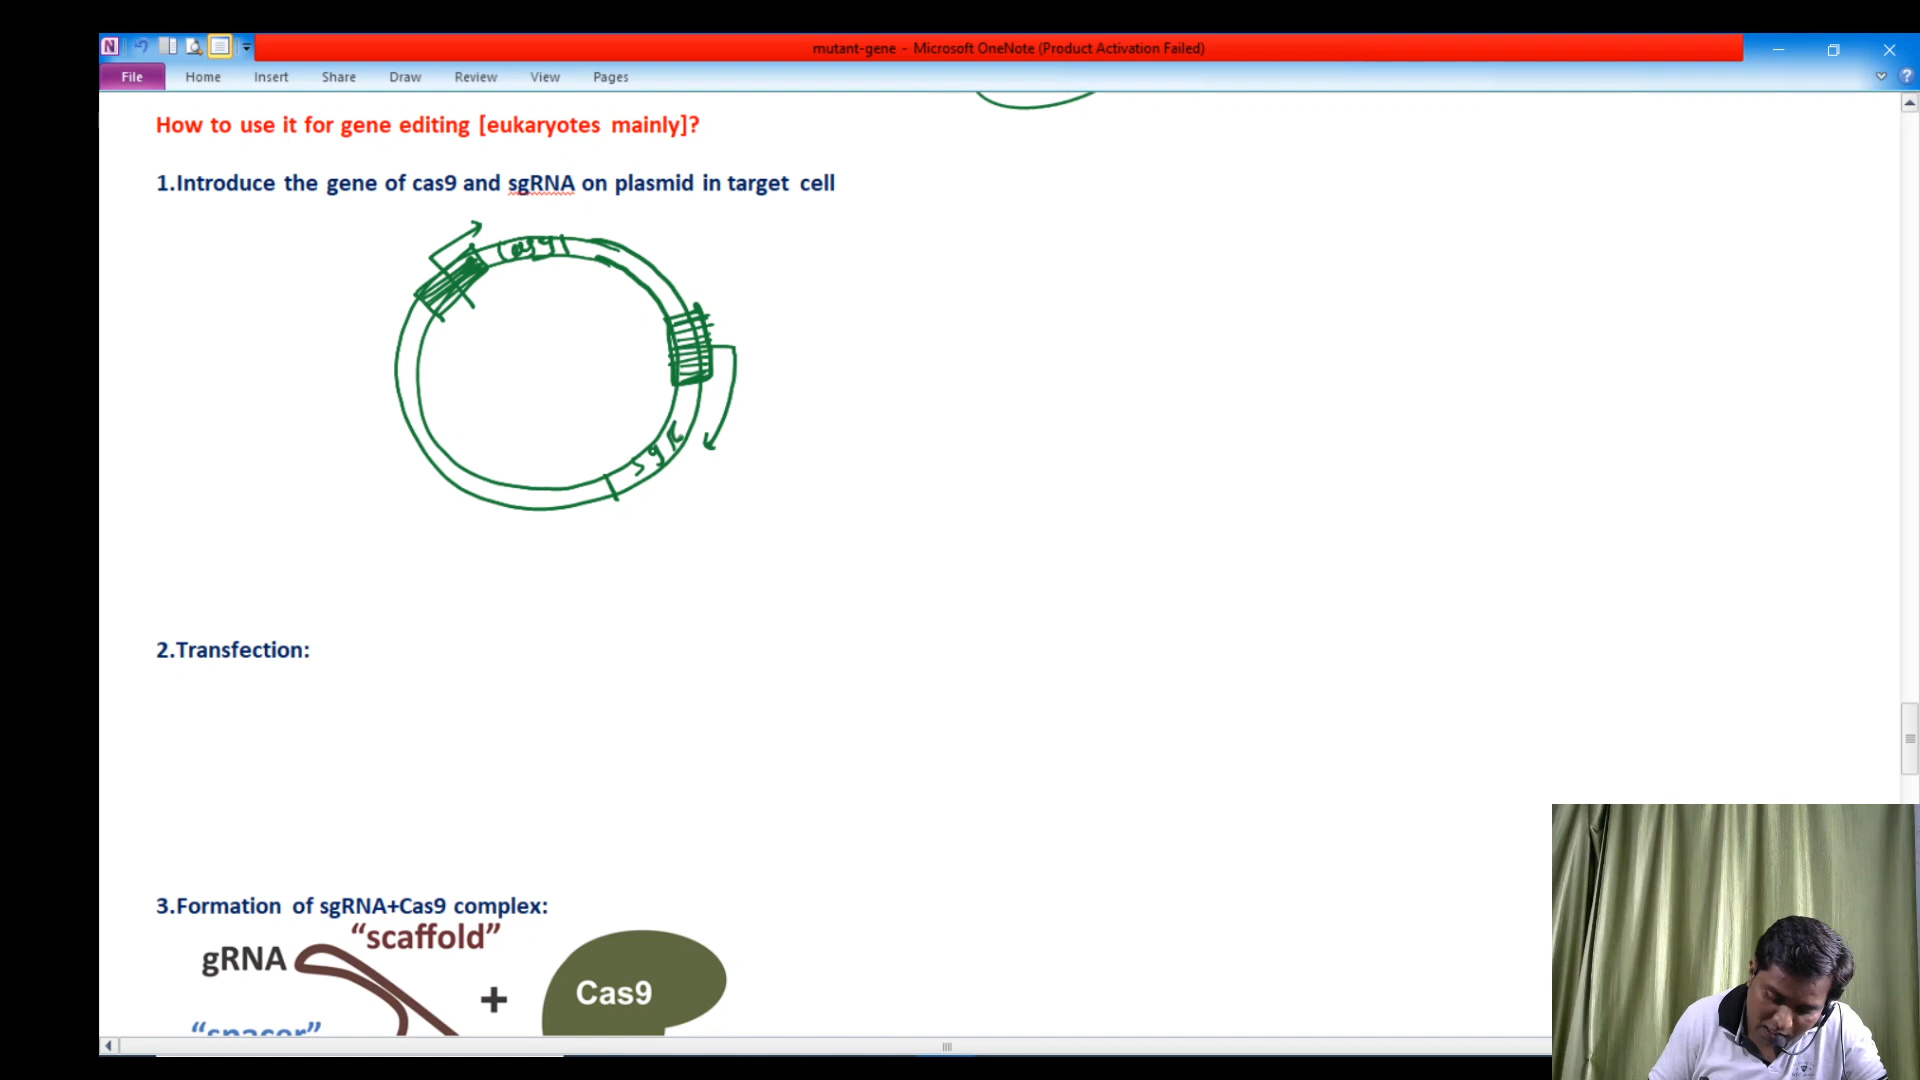 mutant-gene - Microsoft OneNote (Product Activation Failed)
File Home Insert Share Draw Review View Pages
How to use it for gene editing [eukaryotes mainly]?
1.Introduce the gene of cas9 and sgRNA on plasmid in target cell
Cas9
sgR
2.Transfection:
3.Formation of sgRNA+Cas9 complex:
“scaffold”
gRNA
+
Cas9
“spacer”